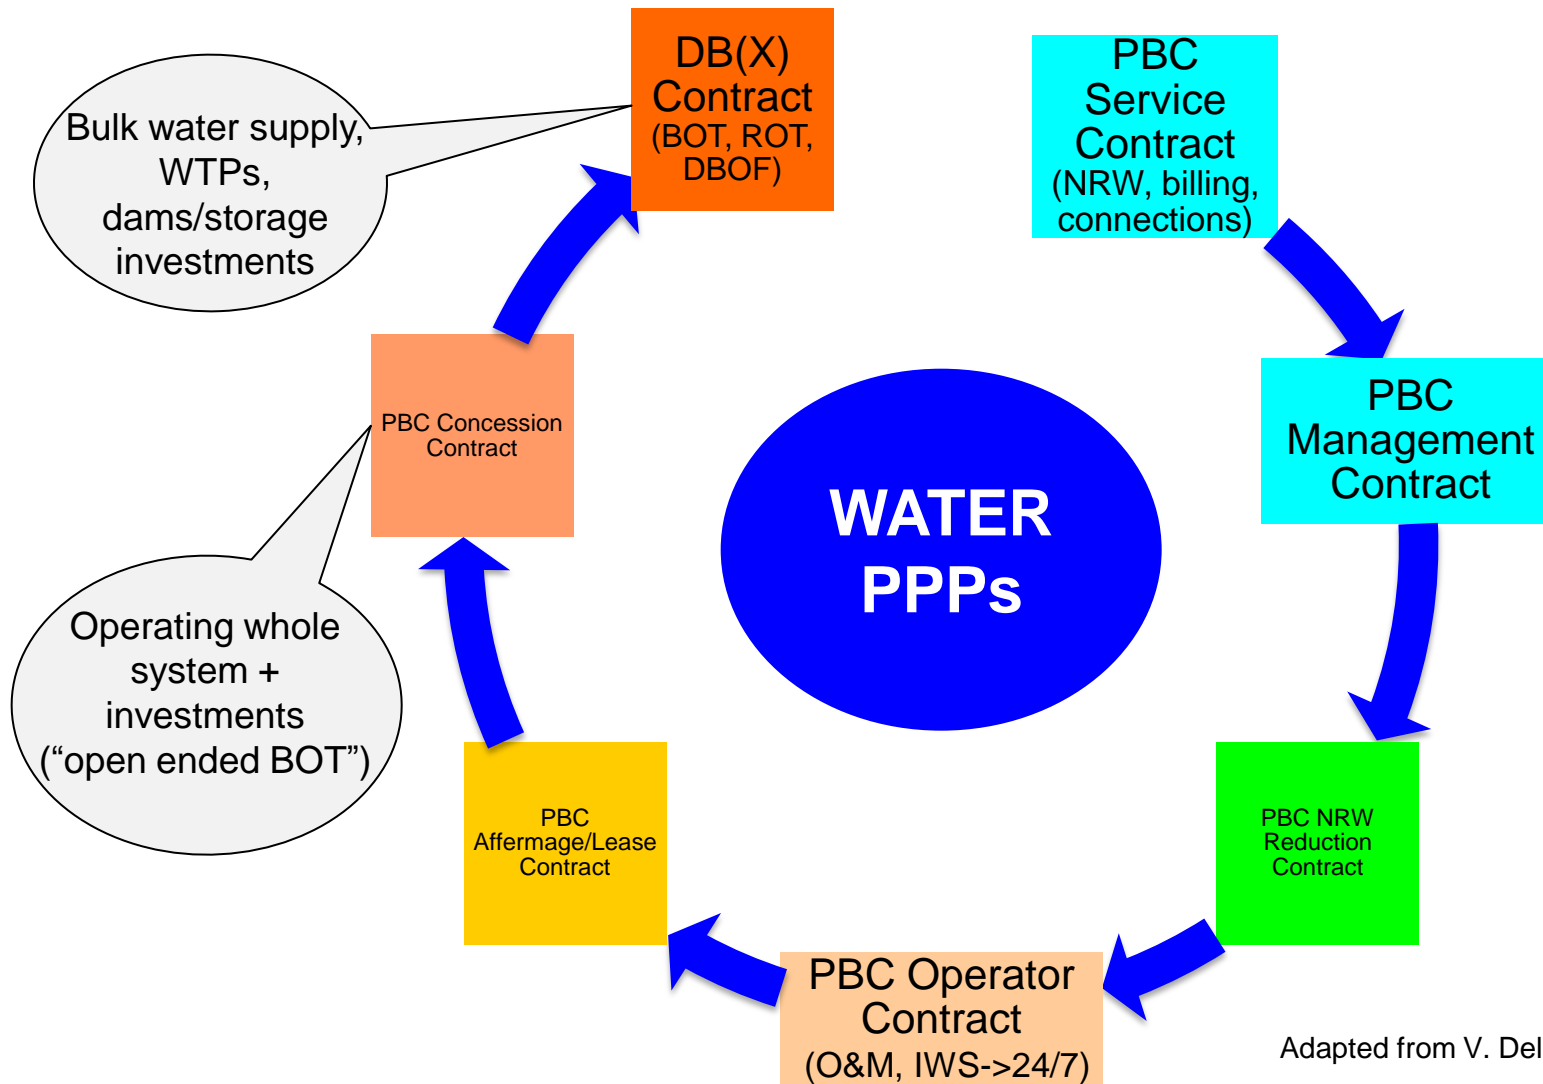 DB(X)
Contract
(BOT, ROT,
DBOF)
PBC
Service
Contract
(NRW, billing,
connections)
Bulk water supply,
WTPs,
dams/storage
investments
PBC Concession
Contract
PBC
Management
Contract
WATER
PPPs
Operating whole
system +
investments
(“open ended BOT”)
PBC
Affermage/Lease
Contract
PBC NRW
Reduction
Contract
PBC Operator
Contract
(O&M, IWS->24/7)
Adapted from V. Del